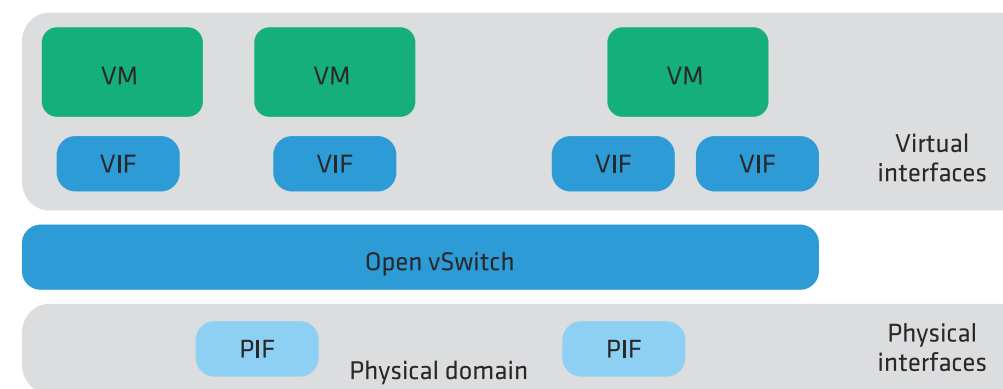 VM
VM
VM
VIF
VIF
VIF
VIF
Virtual
interfaces
Open vSwitch
PIF
Physical domain
PIF
Physical
interfaces